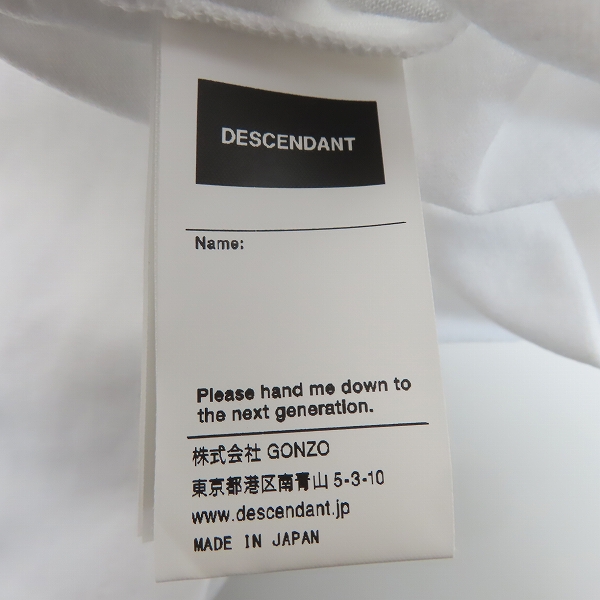 DESCENDANT
Name:
Please hand me down to
the next generation.
株式会社 GONZO
東京都港区南青山 5-3-10
www.descendant.jp
MADE IN JAPAN